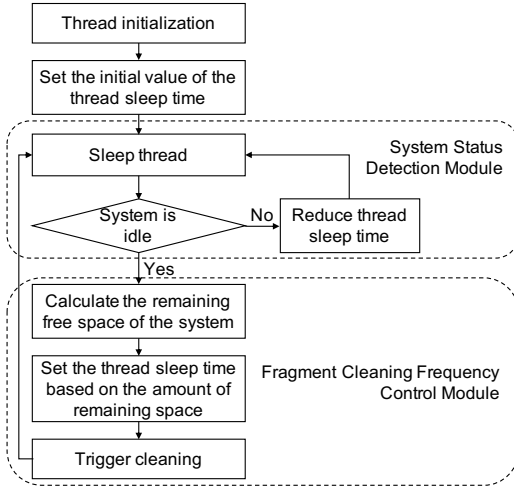 Thread initialization
Set the initial value of the
thread sleep time
Sleep thread
System Status
Detection Module
System is
idle
No
Reduce thread
sleep time
Yes
Calculate the remaining
free space of the system
Set the thread sleep time
based on the amount of
remaining space
Fragment Cleaning Frequency
Control Module
Trigger cleaning